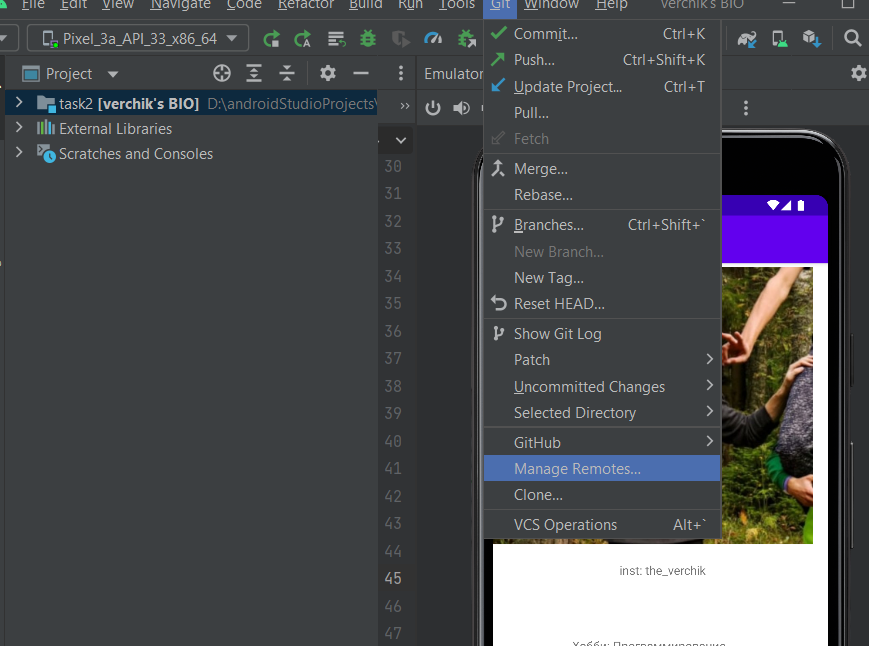 File Edit View Navigate Code Refactor Build Run Tools Git Window Help verchik's BIO
Pixel_3a_API_33_x86_64
Project
Emulator
task2 [verchik's BIO] D:\androidStudioProjects\
External Libraries
Scratches and Consoles
30
31
32
33
34
35
36
37
38
39
40
41
42
43
44
45
46
47
Commit... Ctrl+K
Push... Ctrl+Shift+K
Update Project... Ctrl+T
Pull...
Fetch
Merge...
Rebase...
Branches... Ctrl+Shift+`
New Branch...
New Tag...
Reset HEAD...
Show Git Log
Patch
Uncommitted Changes
Selected Directory
GitHub
Manage Remotes...
Clone...
VCS Operations Alt+`
inst: the_verchik
Хобби: Программирование